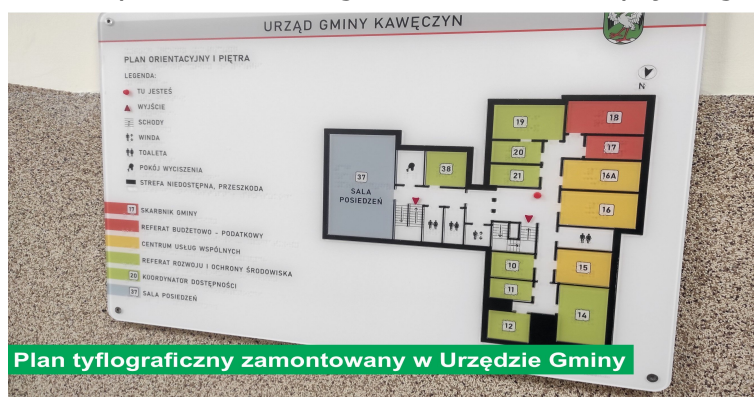 URZĄD GMINY KAWĘCZYN
PLAN ORIENTACYJNY I PIĘTRA
LEGENDA:
TU JESTEŚ
WYJŚCIE
SCHODY
WINDA
TOALETA
POKÓJ WYCISZENIA
STREFA NIEDOSTĘPNA, PRZESZKODA
17 SKARBNIK GMINY
REFERAT BUDŻETOWO - PODATKOWY
CENTRUM USŁUG WSPÓLNYCH
REFERAT ROZWOJU I OCHRONY ŚRODOWISKA
20 KOORDYNATOR DOSTĘPNOŚCI
37 SALA POSIEDZEŃ
N
19
18
20
17
21
16A
38
37
SALA
POSIEDZEŃ
16
10
15
11
12
14
Plan tyflograficzny zamontowany w Urzędzie Gminy